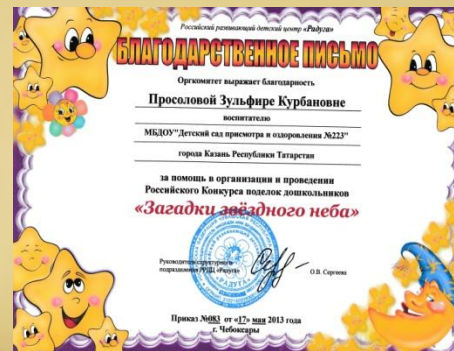 Российский развивающий детский центр «Радуга»
БЛАГОДАРСТВЕННОЕ ПИСЬМО
Оргкомитет выражает благодарность
Просоловой Зульфире Курбановне
воспитателю
МБДОУ"Детский сад присмотра и оздоровления №223"
города Казань Республики Татарстан
за помощь в организации и проведении
Российского Конкурса поделок дошкольников
«Загадки звёздного неба»
Руководитель структурного
подразделения РРДЦ «Радуга»
О.В. Сергеева
«РАДУГА»
Приказ №083 от «17» мая 2013 года
г. Чебоксары